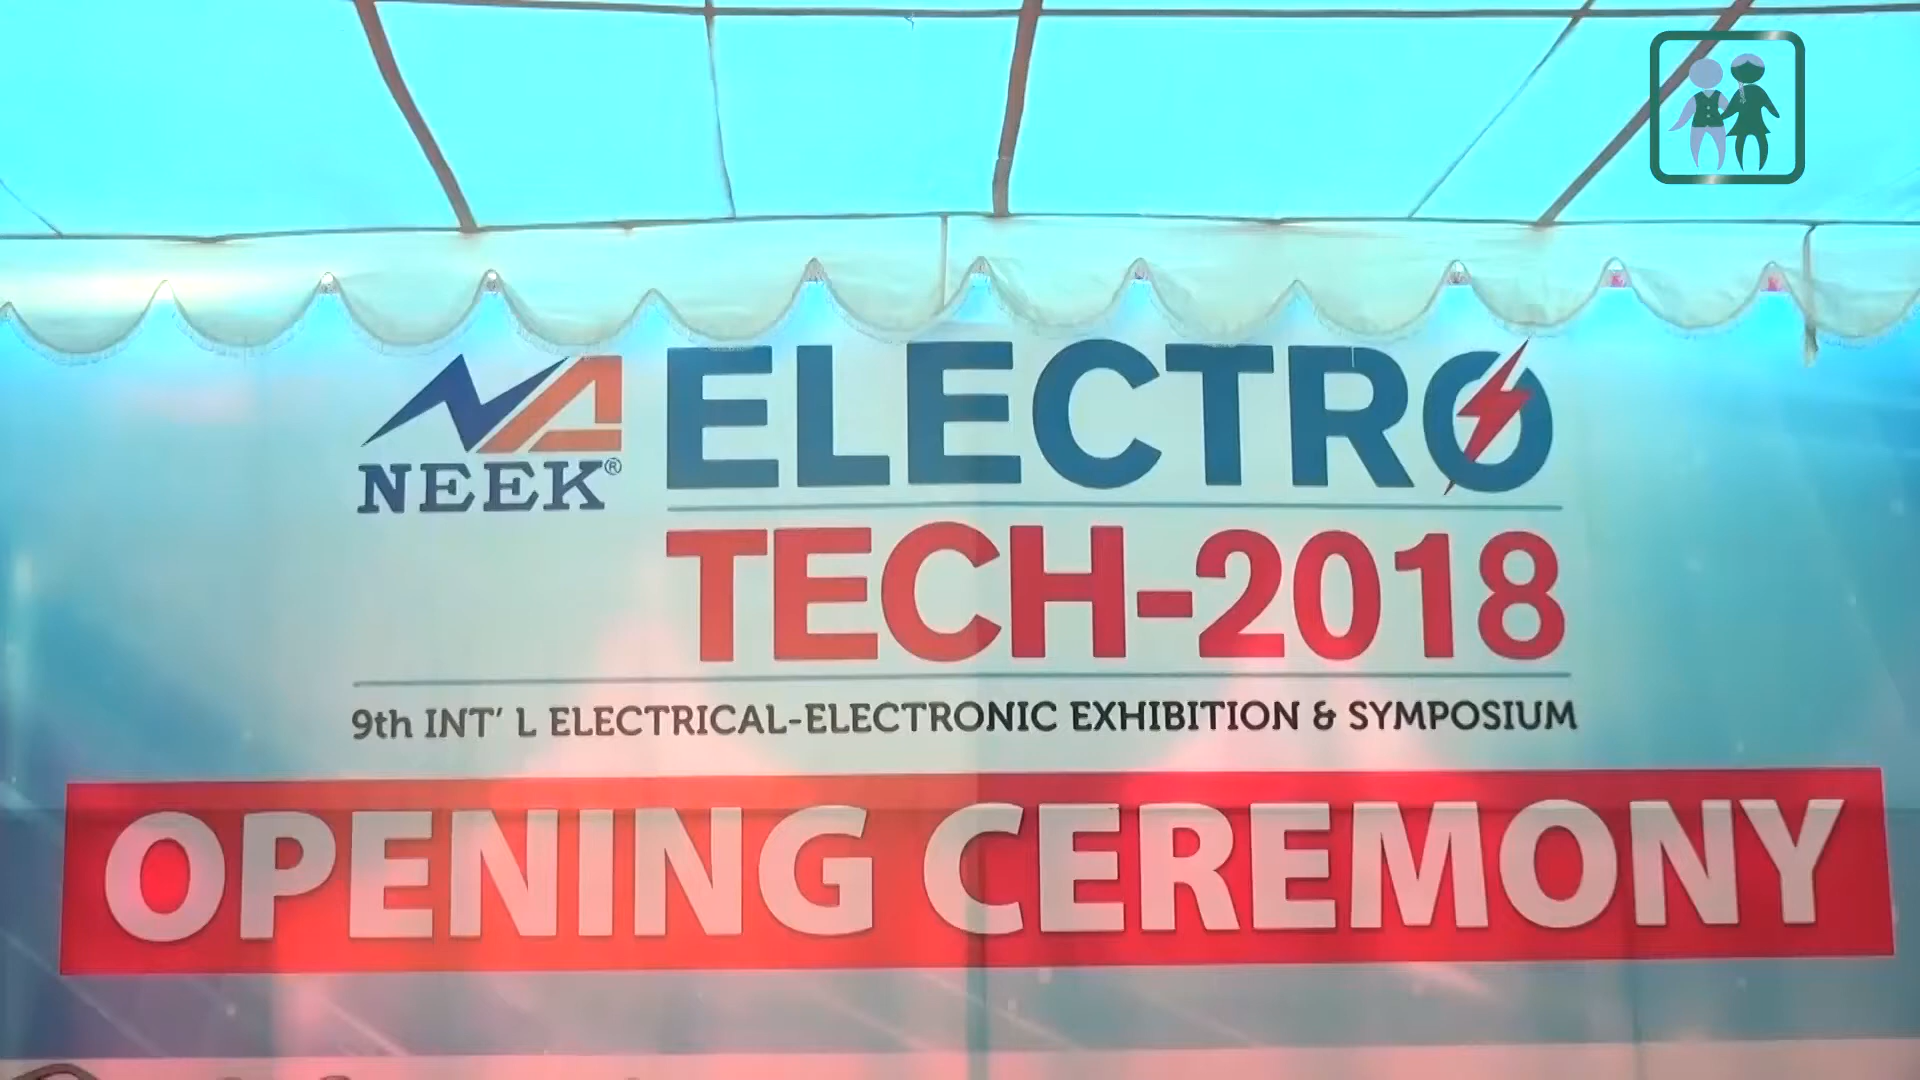 NEEK®
ELECTRO
TECH-2018
9th INT' L ELECTRICAL-ELECTRONIC EXHIBITION & SYMPOSIUM
OPENING CEREMONY